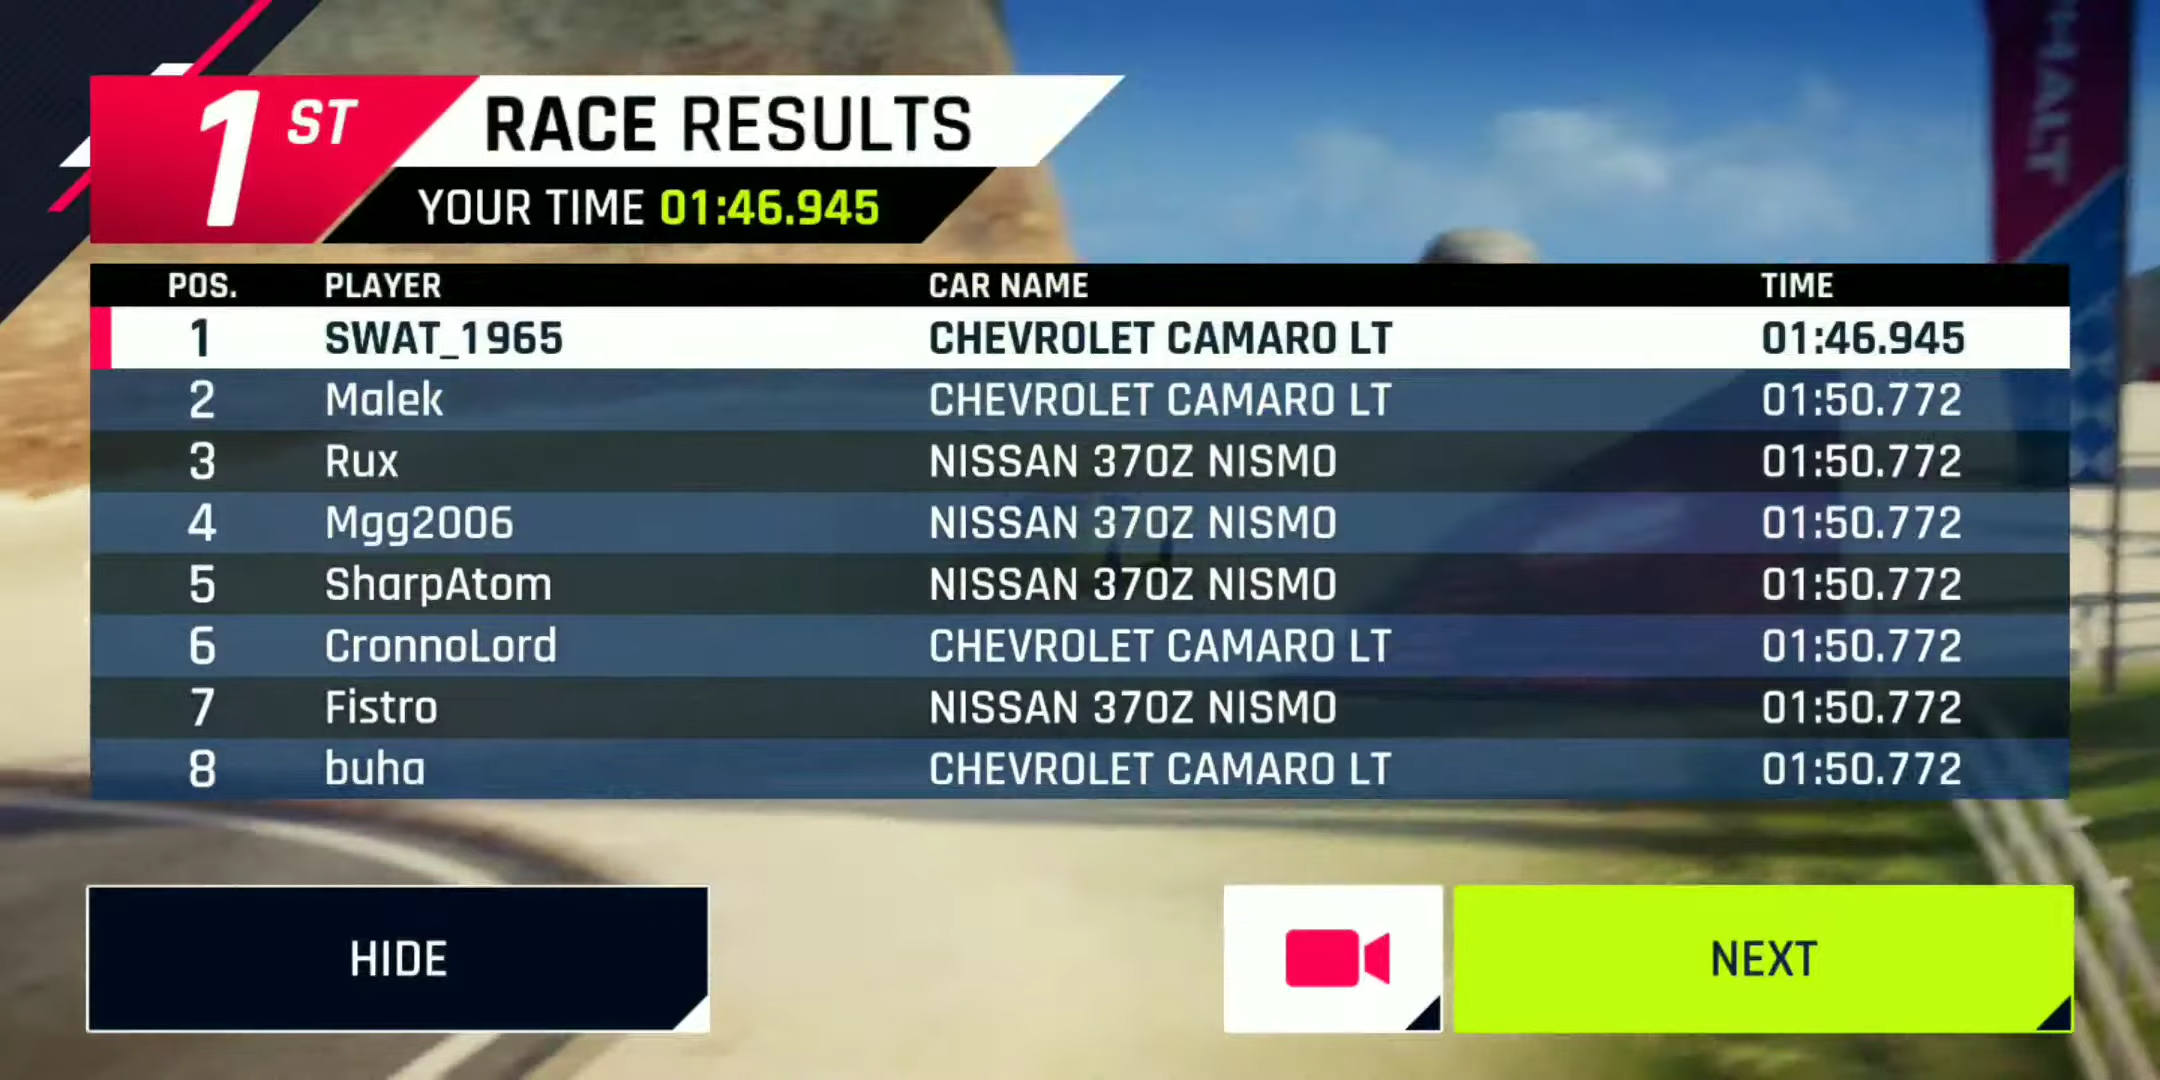 1ST
RACE RESULTS
YOUR TIME 01:46.945
POS. PLAYER CAR NAME TIME
1 SWAT_1965 CHEVROLET CAMARO LT 01:46.945
2 Malek CHEVROLET CAMARO LT 01:50.772
3 Rux NISSAN 370Z NISMO 01:50.772
4 Mgg2006 NISSAN 370Z NISMO 01:50.772
5 SharpAtom NISSAN 370Z NISMO 01:50.772
6 CronnoLord CHEVROLET CAMARO LT 01:50.772
7 Fistro NISSAN 370Z NISMO 01:50.772
8 buha CHEVROLET CAMARO LT 01:50.772
HIDE
NEXT